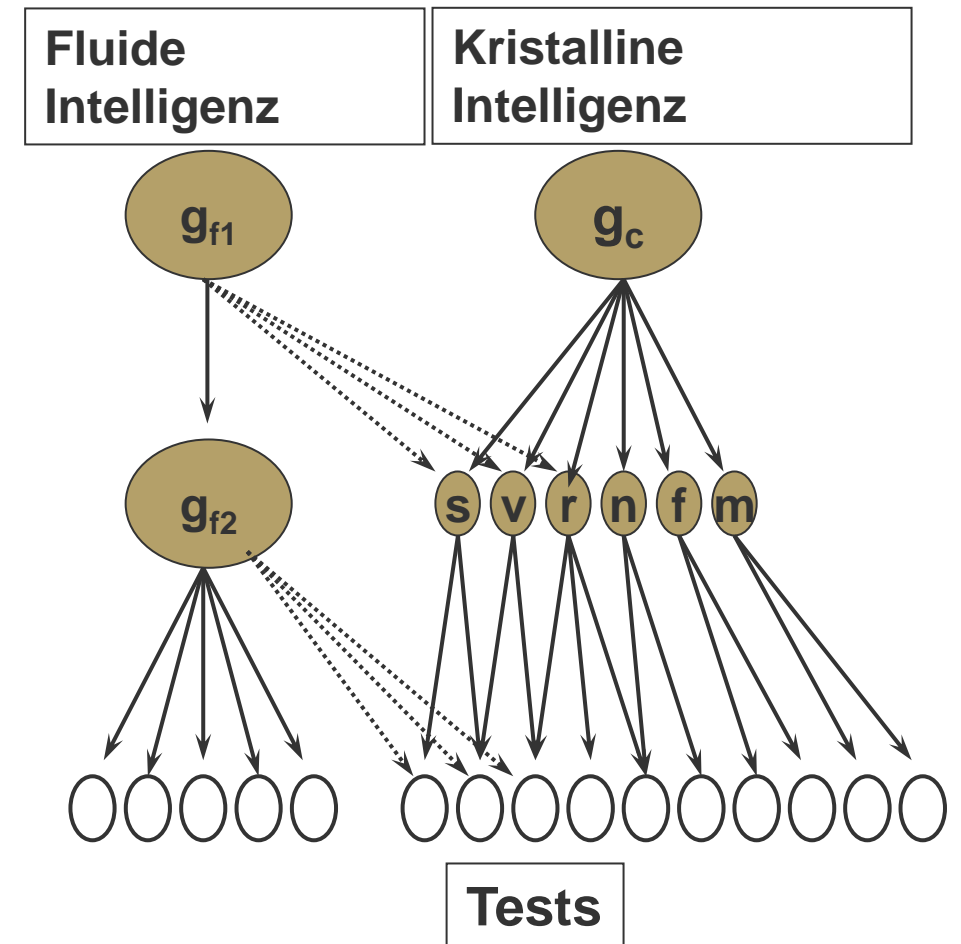 Fluide
Intelligenz
Kristalline
Intelligenz
gf1
gc
gf2
s v r n f m
Tests